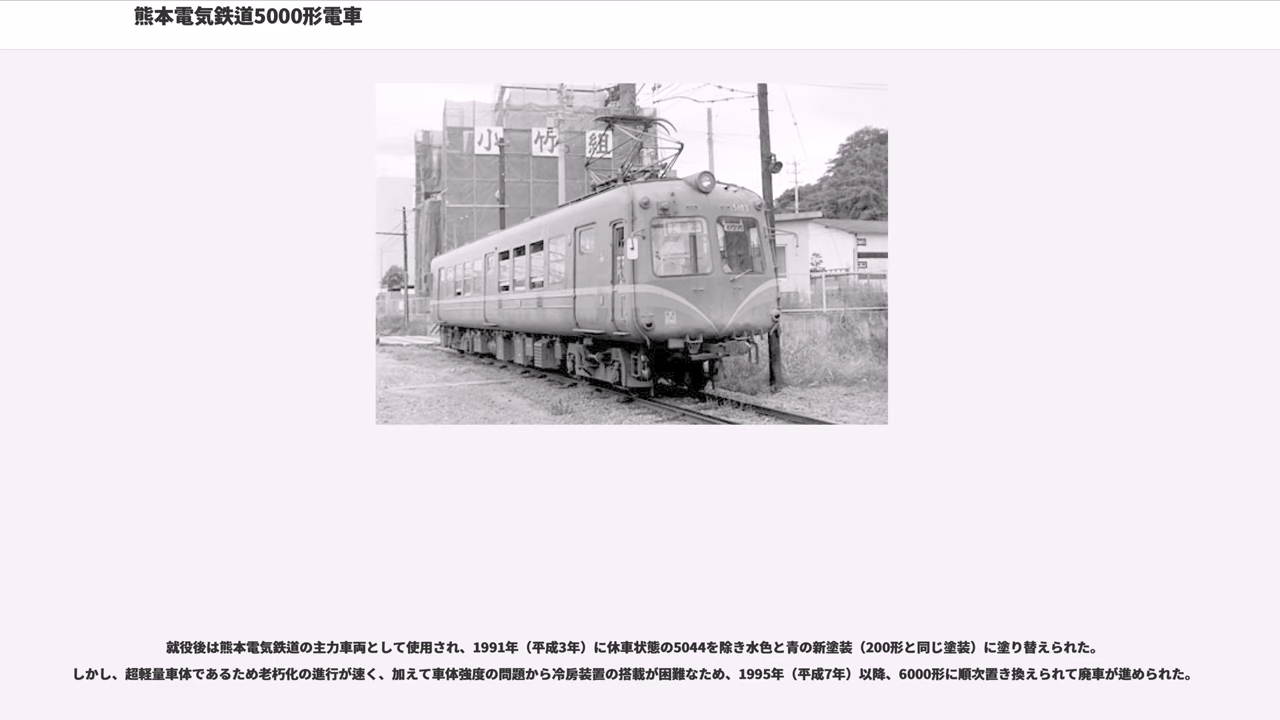 熊本電気鉄道5000形電車
小竹組
就役後は熊本電気鉄道の主力車両として使用され、1991年（平成3年）に休車状態の5044を除き水色と青の新塗装（200形と同じ塗装）に塗り替えられた。
しかし、超軽量車体であるため老朽化の進行が速く、加えて車体強度の問題から冷房装置の搭載が困難なため、1995年（平成7年）以降、6000形に順次置き換えられて廃車が進められた。